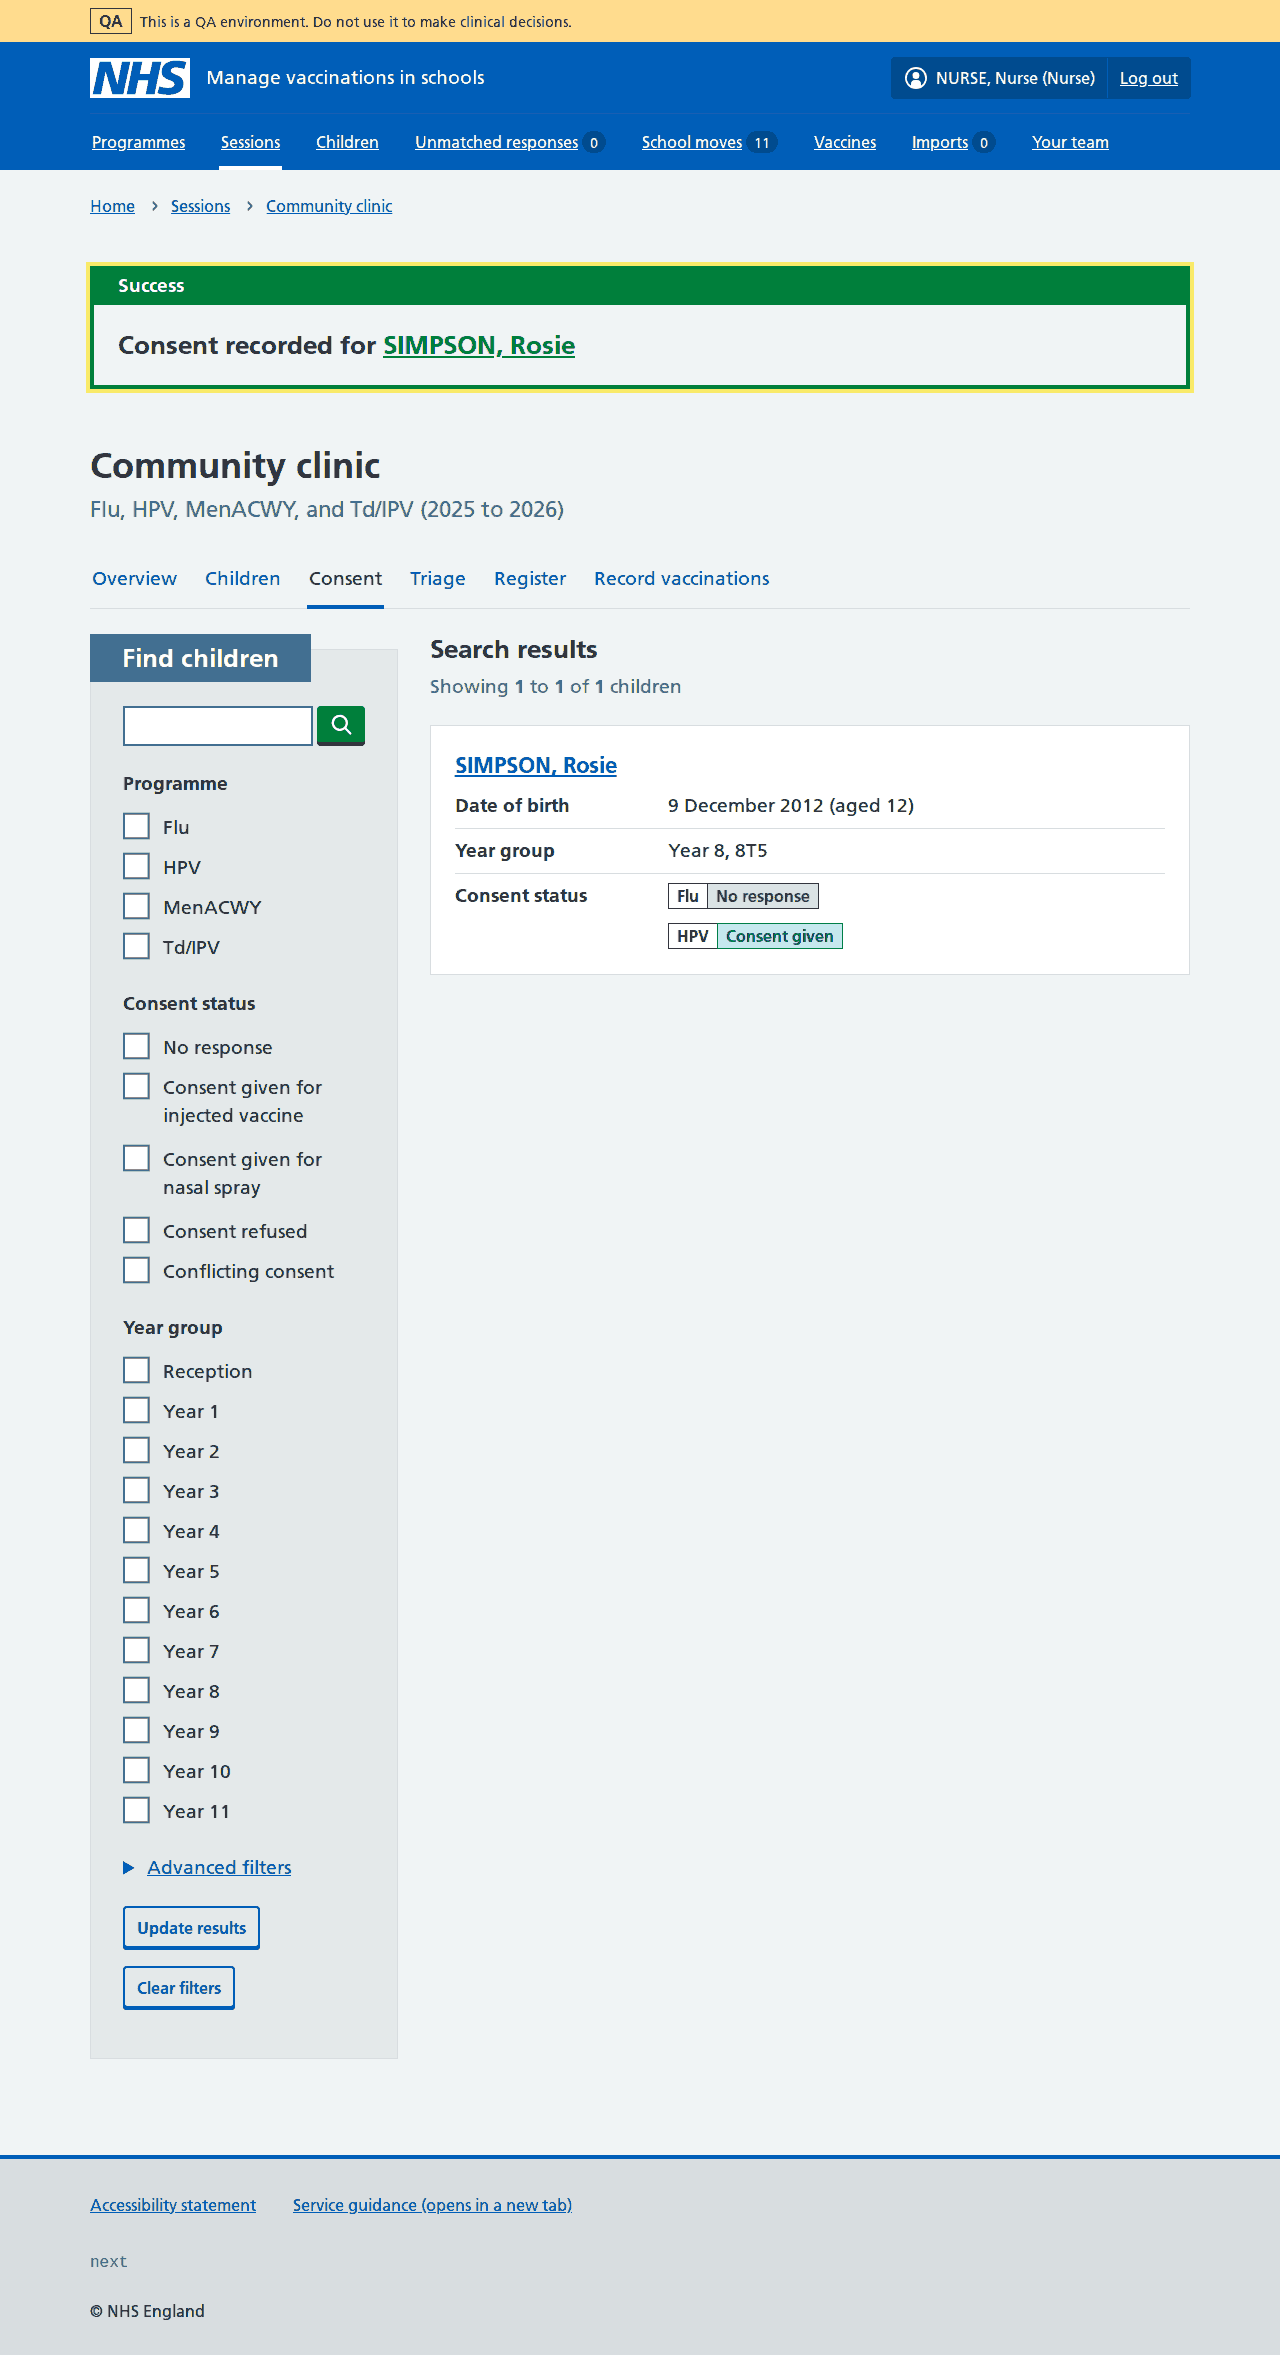 QA This is a QA environment. Do not use it to make clinical decisions.
NHS Manage vaccinations in schools NURSE, Nurse (Nurse) Log out
Programmes Sessions Children Unmatched responses 0 School moves 11 Vaccines Imports 0 Your team
Home Sessions Community clinic
Success
Consent recorded for SIMPSON, Rosie
Community clinic
Flu, HPV, MenACWY, and Td/IPV (2025 to 2026)
Overview Children Consent Triage Register Record vaccinations
Find children
Programme
Flu
HPV
MenACWY
Td/IPV
Consent status
No response
Consent given for
injected vaccine
Consent given for
nasal spray
Consent refused
Conflicting consent
Year group
Reception
Year 1
Year 2
Year 3
Year 4
Year 5
Year 6
Year 7
Year 8
Year 9
Year 10
Year 11
Advanced filters
Update results
Clear filters
Search results
Showing 1 to 1 of 1 children
SIMPSON, Rosie
Date of birth 9 December 2012 (aged 12)
Year group Year 8, 8T5
Consent status Flu No response
HPV Consent given
Accessibility statement Service guidance (opens in a new tab)
next
© NHS England